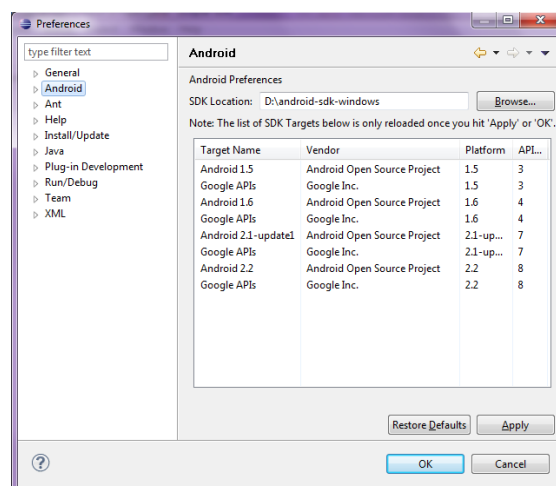 Preferences
type filter text
General
Android
Ant
Help
Install/Update
Java
Plug-in Development
Run/Debug
Team
XML
Android
Android Preferences
SDK Location: D:\android-sdk-windows Browse...
Note: The list of SDK Targets below is only reloaded once you hit 'Apply' or 'OK'.
Target Name Vendor Platform API...
Android 1.5 Android Open Source Project 1.5 3
Google APIs Google Inc. 1.5 3
Android 1.6 Android Open Source Project 1.6 4
Google APIs Google Inc. 1.6 4
Android 2.1-update1 Android Open Source Project 2.1-up... 7
Google APIs Google Inc. 2.1-up... 7
Android 2.2 Android Open Source Project 2.2 8
Google APIs Google Inc. 2.2 8
Restore Defaults Apply
? OK Cancel